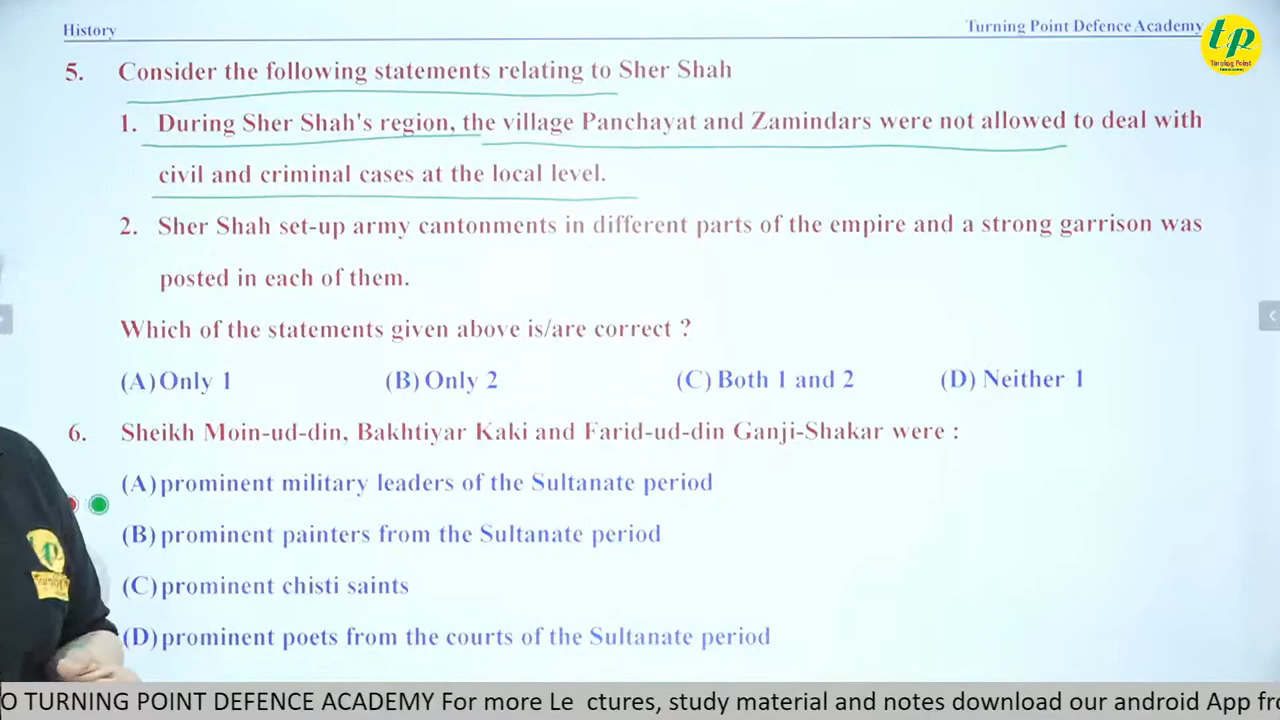 History
Turning Point Defence Academy
tp
Turning Point
5. Consider the following statements relating to Sher Shah
1. During Sher Shah's region, the village Panchayat and Zamindars were not allowed to deal with
civil and criminal cases at the local level.
2. Sher Shah set-up army cantonments in different parts of the empire and a strong garrison was
posted in each of them.
Which of the statements given above is/are correct ?
(A) Only 1 (B) Only 2 (C) Both 1 and 2 (D) Neither 1
6. Sheikh Moin-ud-din, Bakhtiyar Kaki and Farid-ud-din Ganji-Shakar were :
(A) prominent military leaders of the Sultanate period
(B) prominent painters from the Sultanate period
(C) prominent chisti saints
(D) prominent poets from the courts of the Sultanate period
tp
O TURNING POINT DEFENCE ACADEMY For more Le ctures, study material and notes download our android App fr